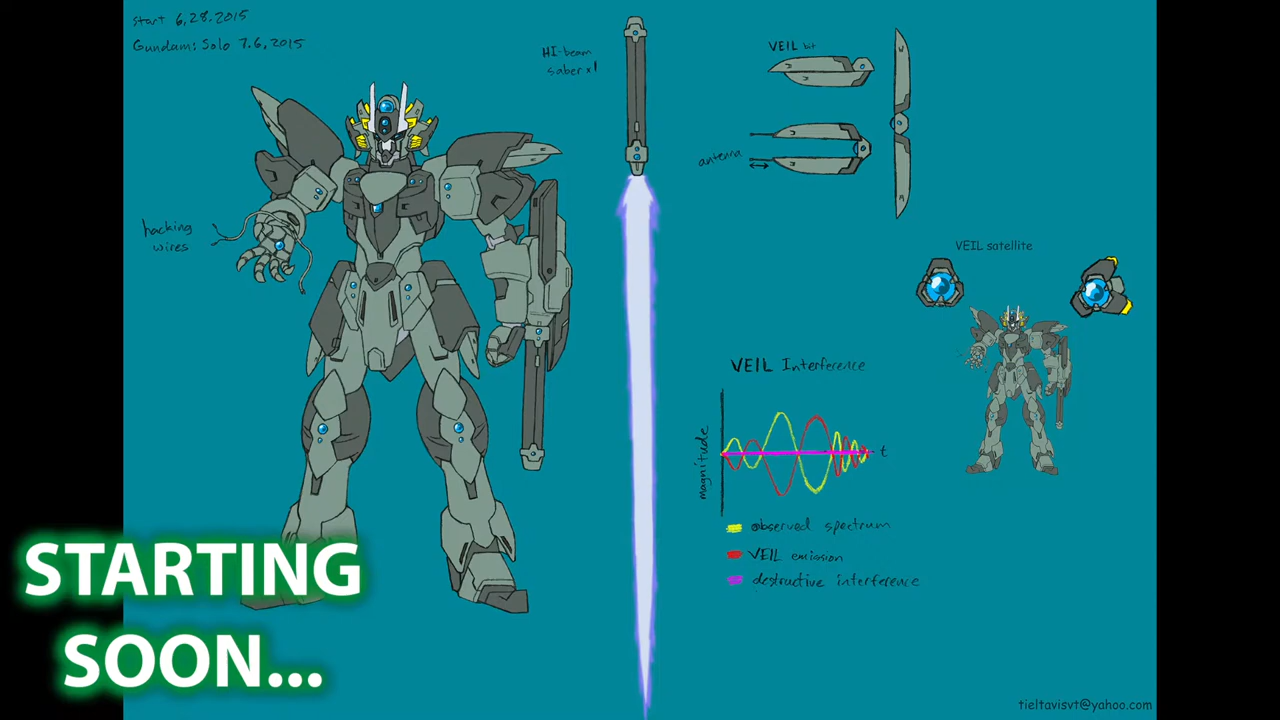 start 6,28,2015
Gundam: Solo 7.6,2015
HI-beam
saber x1
VEIL bit
antenna
hacking
wires
VEIL satellite
VEIL Interference
magnitude
t
observed spectrum
VEIL emission
destructive interference
STARTING
SOON...
tieltavisvt@yahoo.com